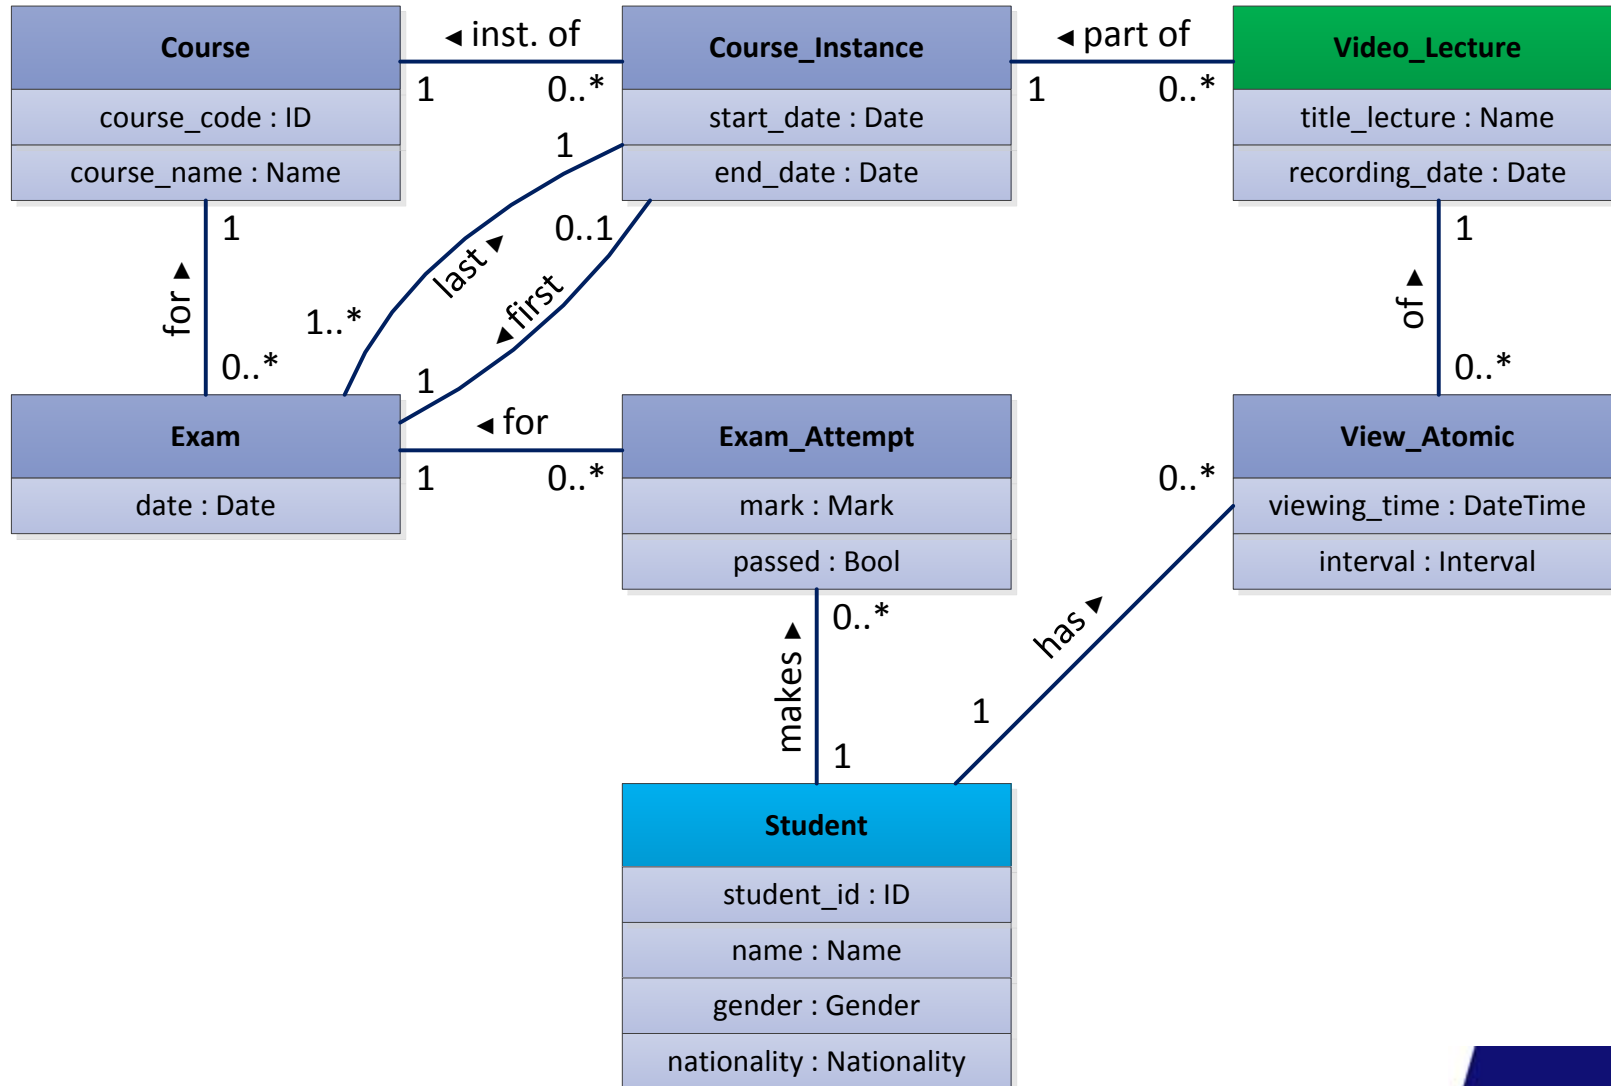 Course
course_code : ID
course_name : Name
◄ inst. of
1
0..*
Course_Instance
start_date : Date
end_date : Date
◄ part of
1
0..*
Video_Lecture
title_lecture : Name
recording_date : Date
1
for ►
0..*
1
last ►
1..*
0..1
◄ first
1
1
of ►
0..*
Exam
date : Date
◄ for
1
0..*
Exam_Attempt
mark : Mark
passed : Bool
View_Atomic
viewing_time : DateTime
interval : Interval
0..*
has ►
1
0..*
makes ►
1
Student
student_id : ID
name : Name
gender : Gender
nationality : Nationality